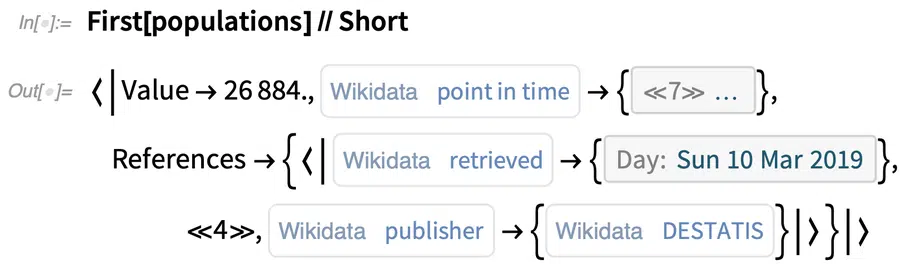 In[•]:= First[populations] // Short
Out[•]= <|Value → 26 884., Wikidata point in time → {≪7≫ …},
References → {<|Wikidata retrieved → {Day: Sun 10 Mar 2019},
≪4≫, Wikidata publisher → {Wikidata DESTATIS}|>}|>